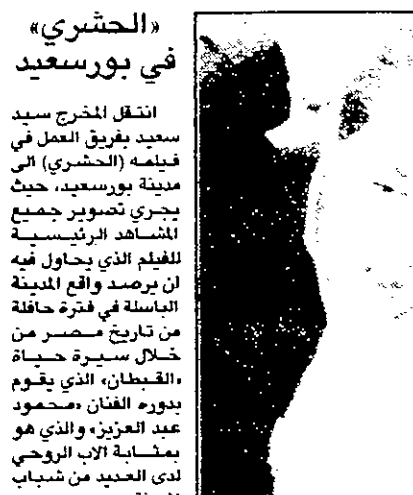 «الحشري»
في بورسعيد
انتقل المخرج سيد
سعيد بفريق العمل في
فيلمه (الحشري) الى
مدينة بورسعيد، حيث
يجري تصوير جميع
المشاهد الرئيسية
للفيلم الذي يحاول فيه
ان يرصد واقع المدينة
الباسلة في فترة حافلة
من تاريخ مصر من
خلال سيرة حياة
«القبطان» الذي يقوم
بدوره الفنان «محمود
عبد العزيز» والذي هو
بمثابة الاب الروحي
لدى العديد من شباب